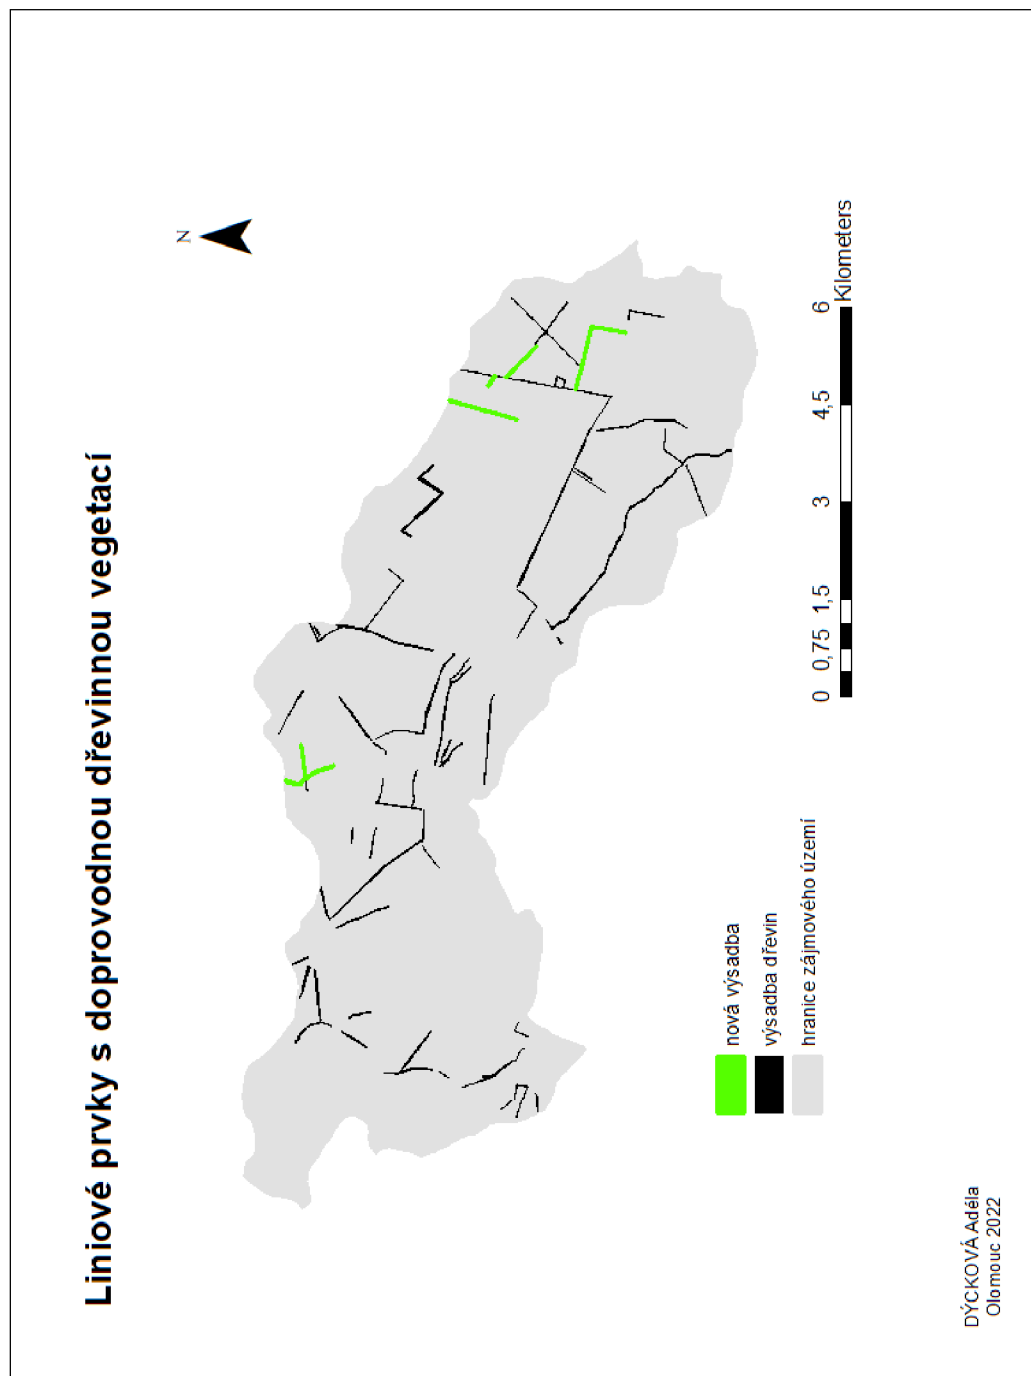 Liniové prvky s doprovodnou dřevinnou vegetací
N
nová výsadba
výsadba dřevin
hranice zájmového území
0 0,75 1,5 3 4,5 6
Kilometers
DÝCKOVÁ Adéla
Olomouc 2022